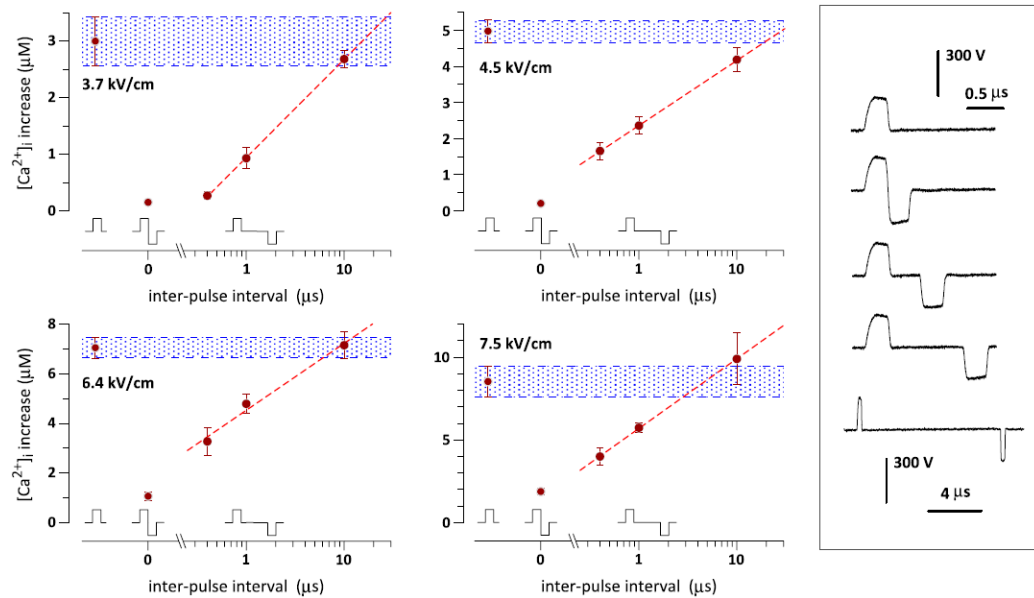 [Ca²⁺]ᵢ increase (µM)
3
2
1
0
3.7 kV/cm
0
1
10
inter-pulse interval (µs)
5
4
3
2
1
0
4.5 kV/cm
0
1
10
inter-pulse interval (µs)
[Ca²⁺]ᵢ increase (µM)
8
7
6
4
2
0
6.4 kV/cm
0
1
10
inter-pulse interval (µs)
10
5
0
7.5 kV/cm
0
1
10
inter-pulse interval (µs)
300 V
0.5 µs
300 V
4 µs